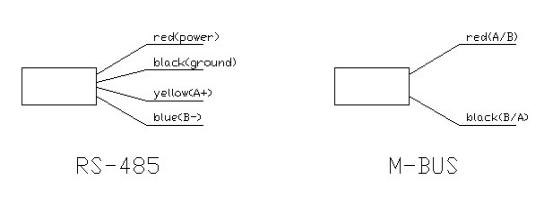 red(power)
black(ground)
yellow(A+)
blue(B-)
RS-485
red(A/B)
black(B/A)
M-BUS